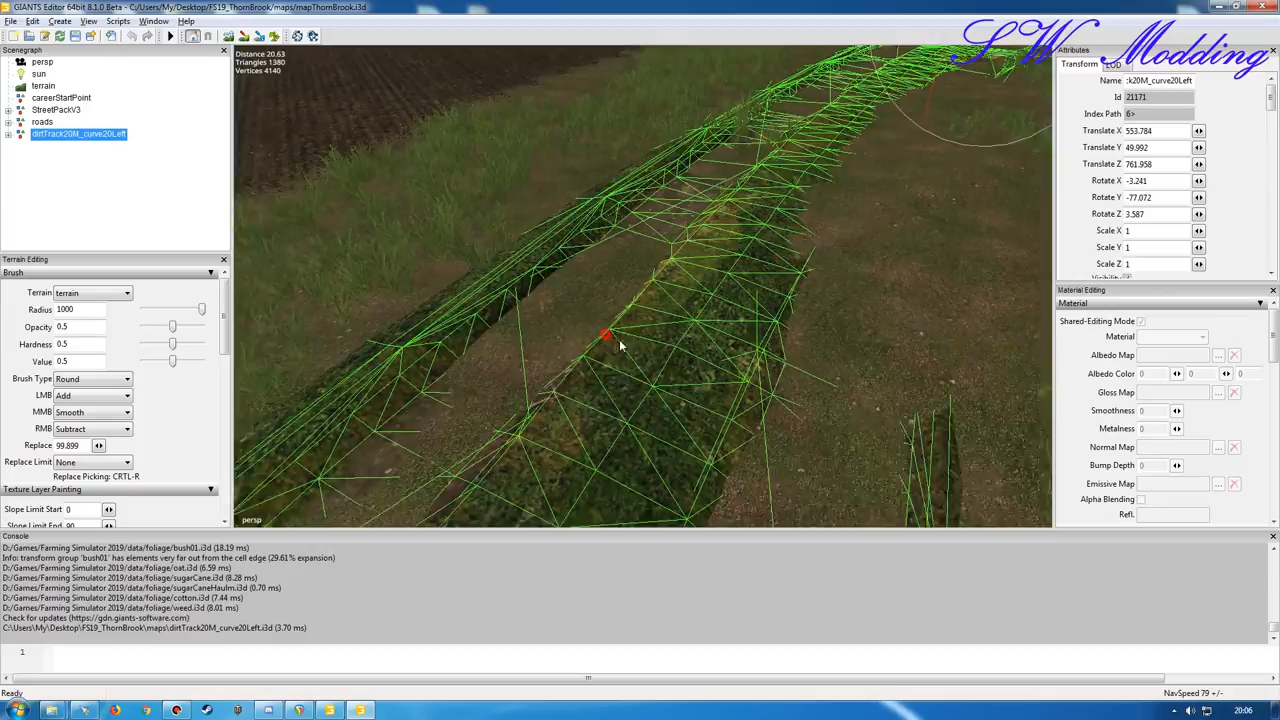 GIANTS Editor 64bit v8.1.0 Beta - C:/Users/My/Desktop/FS19_ThornBrook/maps/mapThornBrook.i3d
File Edit Create View Scripts Window Help
SW Modding
Scenegraph
persp
sun
terrain
careerStartPoint
StreetPackV3
roads
dirtTrack20M_curve20Left
Terrain Editing
Brush
Terrain terrain
Radius 1000
Opacity 0.5
Hardness 0.5
Value 0.5
Brush Type Round
LMB Add
MMB Smooth
RMB Subtract
Replace 99.899
Replace Limit None
Replace Picking: CRTL-R
Texture Layer Painting
Slope Limit Start 0
Slope Limit End 90
Distance 20.63
Triangles 1380
Vertices 4140
persp
Attributes
Transform LOD
Name :k20M_curve20Left
Id 21171
Index Path 6>
Translate X 553.784
Translate Y 49.992
Translate Z 761.958
Rotate X -3.241
Rotate Y -77.072
Rotate Z 3.587
Scale X 1
Scale Y 1
Scale Z 1
Visibility
Material Editing
Material
Shared-Editing Mode
Material
Albedo Map ...
Albedo Color 0 0 0
Gloss Map ...
Smoothness 0
Metalness 0
Normal Map ...
Bump Depth 0
Emissive Map ...
Alpha Blending
Refl.
Console
D:/Games/Farming Simulator 2019/data/foliage/bush01.i3d (18.19 ms)
Info: transform group 'bush01' has elements very far out from the cell edge (29.61% expansion)
D:/Games/Farming Simulator 2019/data/foliage/oat.i3d (6.59 ms)
D:/Games/Farming Simulator 2019/data/foliage/sugarCane.i3d (8.28 ms)
D:/Games/Farming Simulator 2019/data/foliage/sugarCaneHaulm.i3d (0.70 ms)
D:/Games/Farming Simulator 2019/data/foliage/cotton.i3d (7.44 ms)
D:/Games/Farming Simulator 2019/data/foliage/weed.i3d (8.01 ms)
Check for updates (https://gdn.giants-software.com)
C:\Users\My\Desktop\FS19_ThornBrook\maps\dirtTrack20M_curve20Left.i3d (3.70 ms)
1
Ready
NavSpeed 79 +/-
20:06